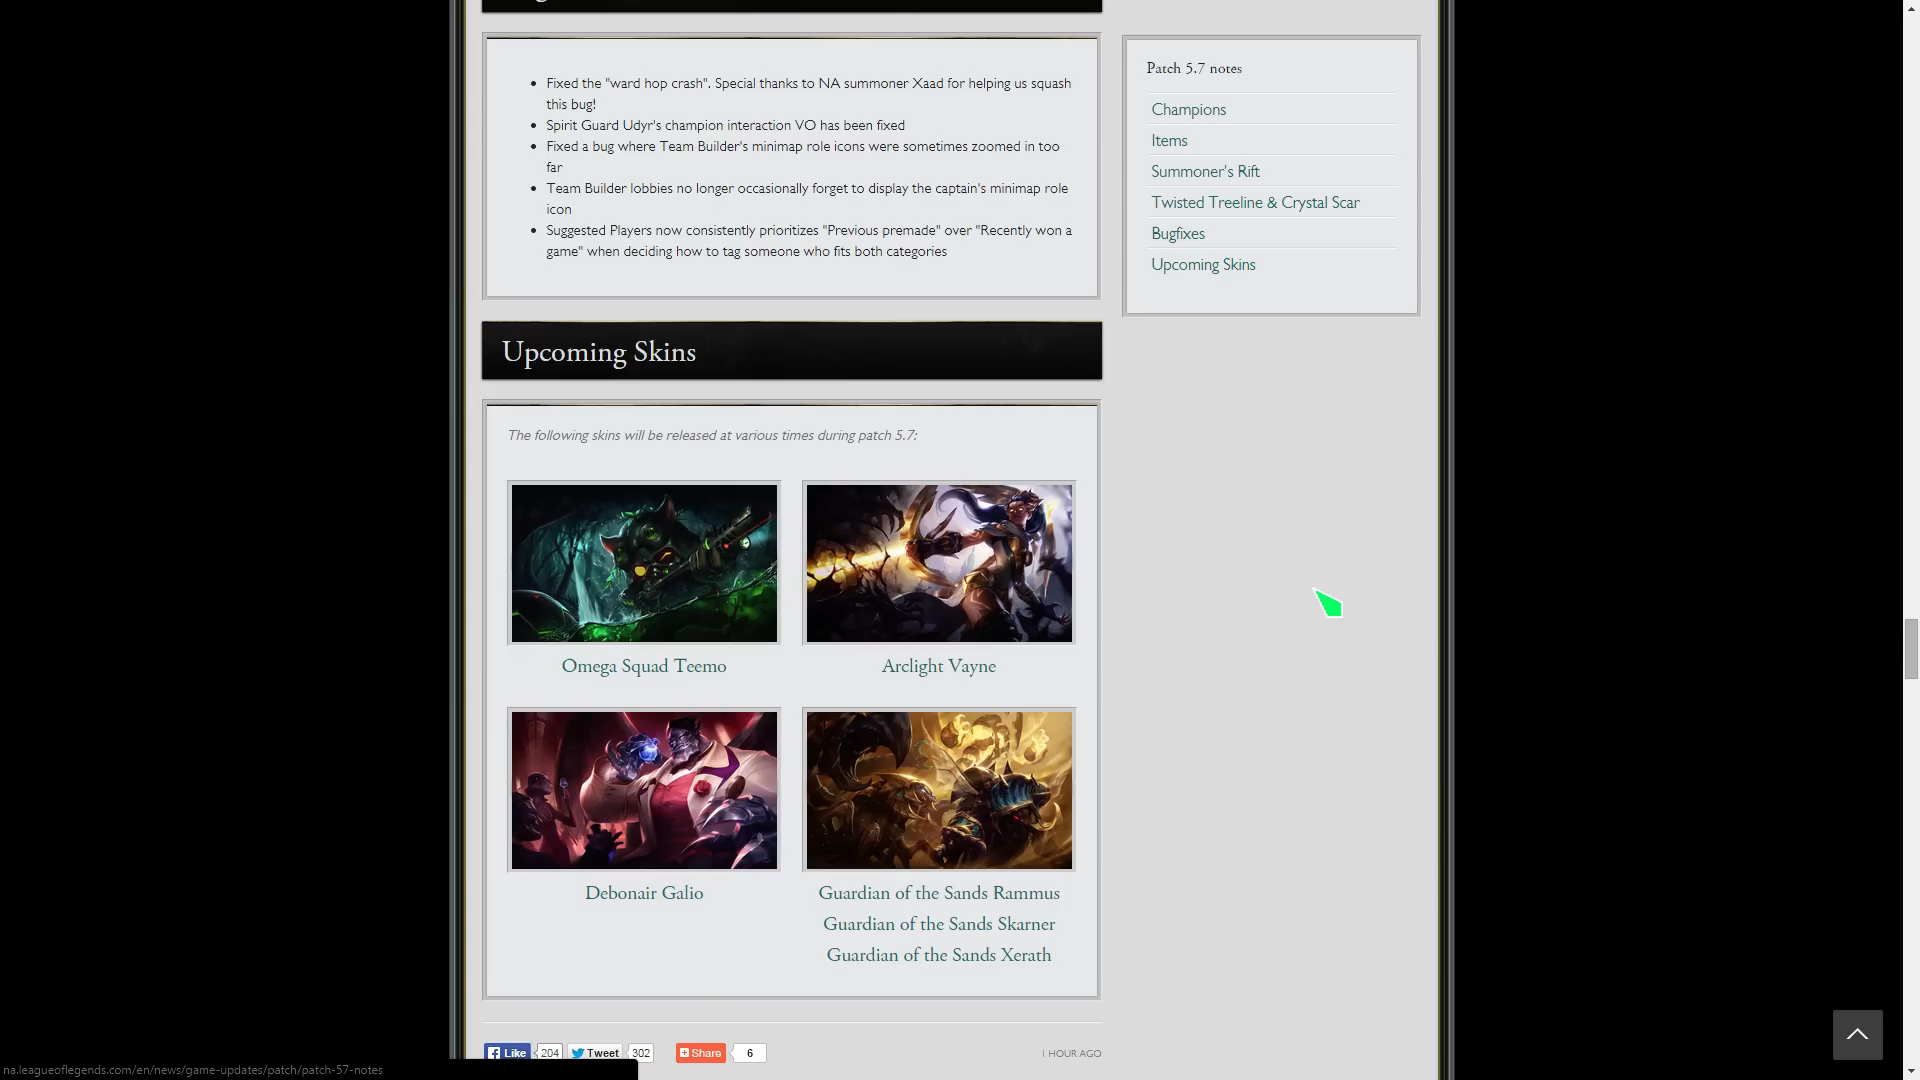 Fixed the "ward hop crash". Special thanks to NA summoner Xaad for helping us squash
this bug!
Spirit Guard Udyr's champion interaction VO has been fixed
Fixed a bug where Team Builder's minimap role icons were sometimes zoomed in too
far
Team Builder lobbies no longer occasionally forget to display the captain's minimap role
icon
Suggested Players now consistently prioritizes "Previous premade" over "Recently won a
game" when deciding how to tag someone who fits both categories
Patch 5.7 notes
Champions
Items
Summoner's Rift
Twisted Treeline & Crystal Scar
Bugfixes
Upcoming Skins
Upcoming Skins
The following skins will be released at various times during patch 5.7:
Omega Squad Teemo
Arclight Vayne
Debonair Galio
Guardian of the Sands Rammus
Guardian of the Sands Skarner
Guardian of the Sands Xerath
Like 204 Tweet 302 Share 6
1 HOUR AGO
na.leagueoflegends.com/en/news/game-updates/patch/patch-57-notes